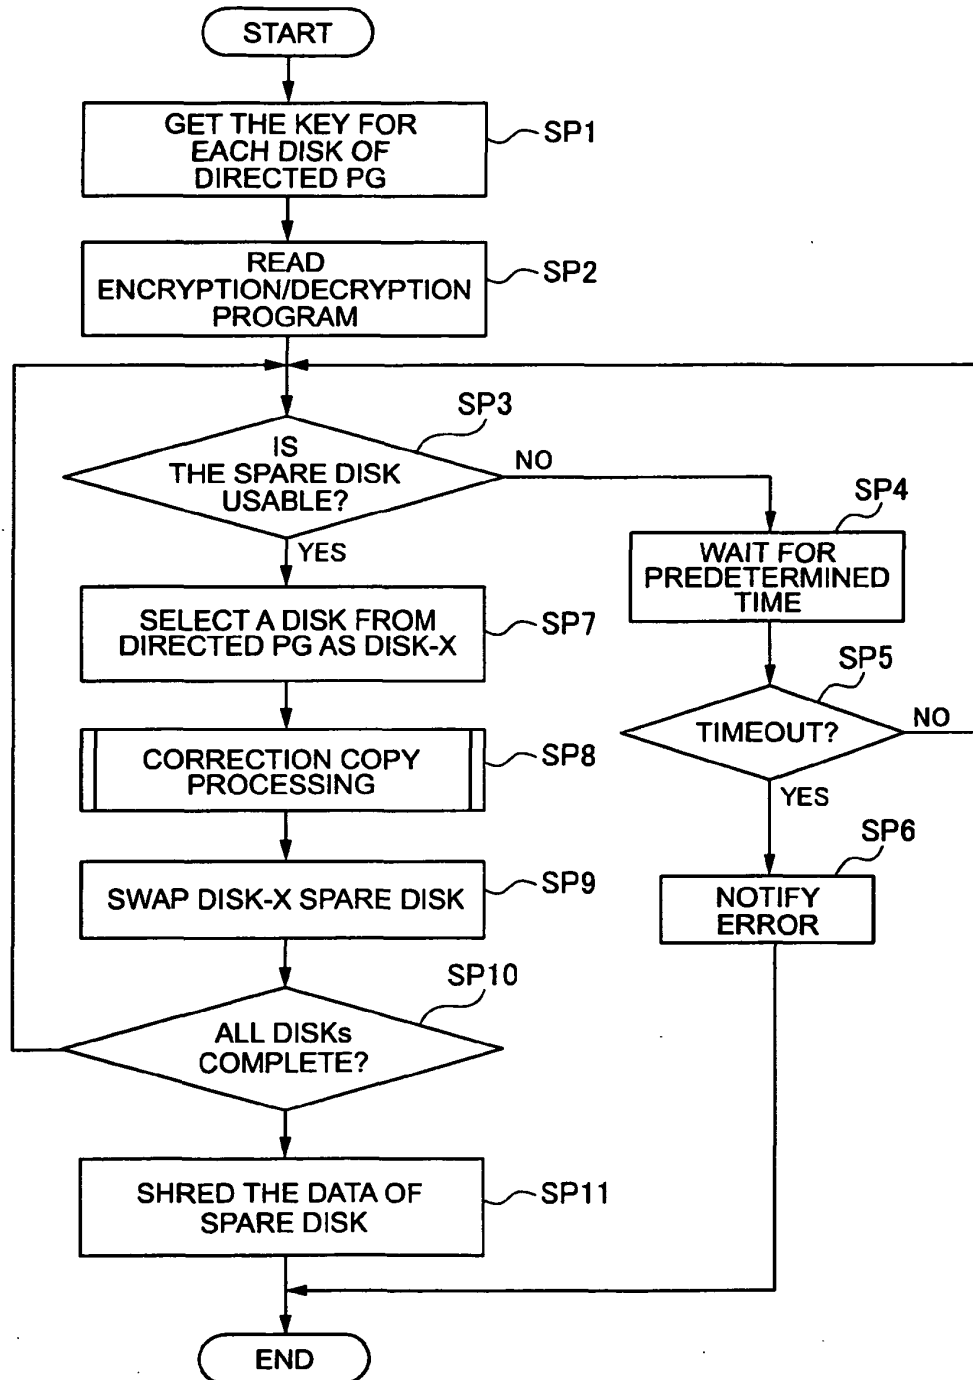 START
GET THE KEY FOR
EACH DISK OF
DIRECTED PG
SP1
READ
ENCRYPTION/DECRYPTION
PROGRAM
SP2
IS
THE SPARE DISK
USABLE?
SP3
NO
YES
SP4
WAIT FOR
PREDETERMINED
TIME
SELECT A DISK FROM
DIRECTED PG AS DISK-X
SP7
SP5
TIMEOUT?
NO
YES
CORRECTION COPY
PROCESSING
SP8
SP6
NOTIFY
ERROR
SWAP DISK-X SPARE DISK
SP9
SP10
ALL DISKs
COMPLETE?
SHRED THE DATA OF
SPARE DISK
SP11
END